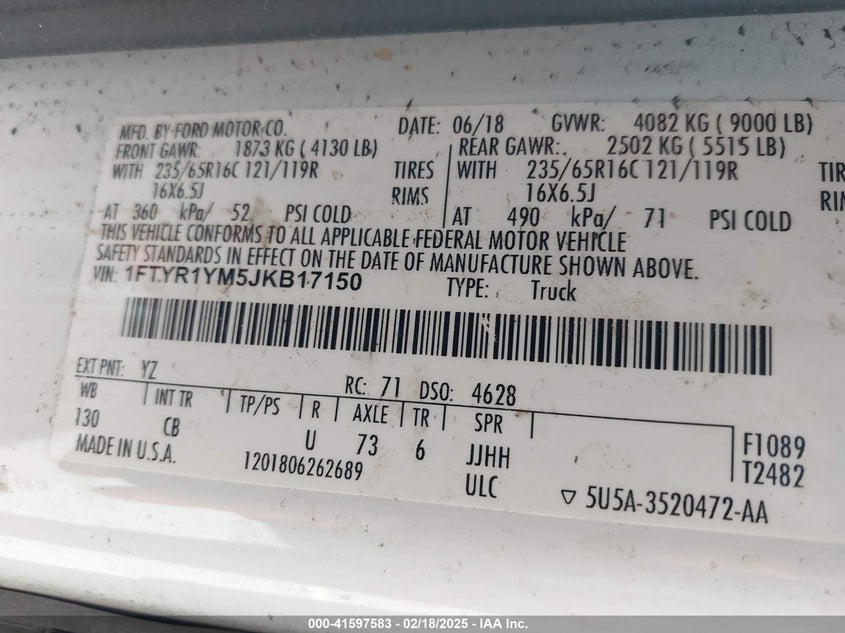 MFD. BY FORD MOTOR CO. DATE: 06/18 GVWR: 4082 KG ( 9000 LB)
FRONT GAWR: 1873 KG ( 4130 LB) REAR GAWR: 2502 KG ( 5515 LB)
WITH 235/65R16C 121/119R TIRES WITH 235/65R16C 121/119R TIRE
16X6.5J RIMS 16X6.5J RIM
AT 360 kPa/ 52 PSI COLD AT 490 kPa/ 71 PSI COLD
THIS VEHICLE CONFORMS TO ALL APPLICABLE FEDERAL MOTOR VEHICLE
SAFETY STANDARDS IN EFFECT ON THE DATE OF MANUFACTURE SHOWN ABOVE.
VIN: 1FTYR1YM5JKB17150 TYPE: Truck
EXT PNT: YZ RC: 71 DSO: 4628
WB INT TR TP/PS R AXLE TR SPR
130 CB U 73 6 JJHH F1089
MADE IN U.S.A. 1201806262689 ULC T2482
5U5A-3520472-AA
000-41597583 - 02/18/2025 - IAA Inc.